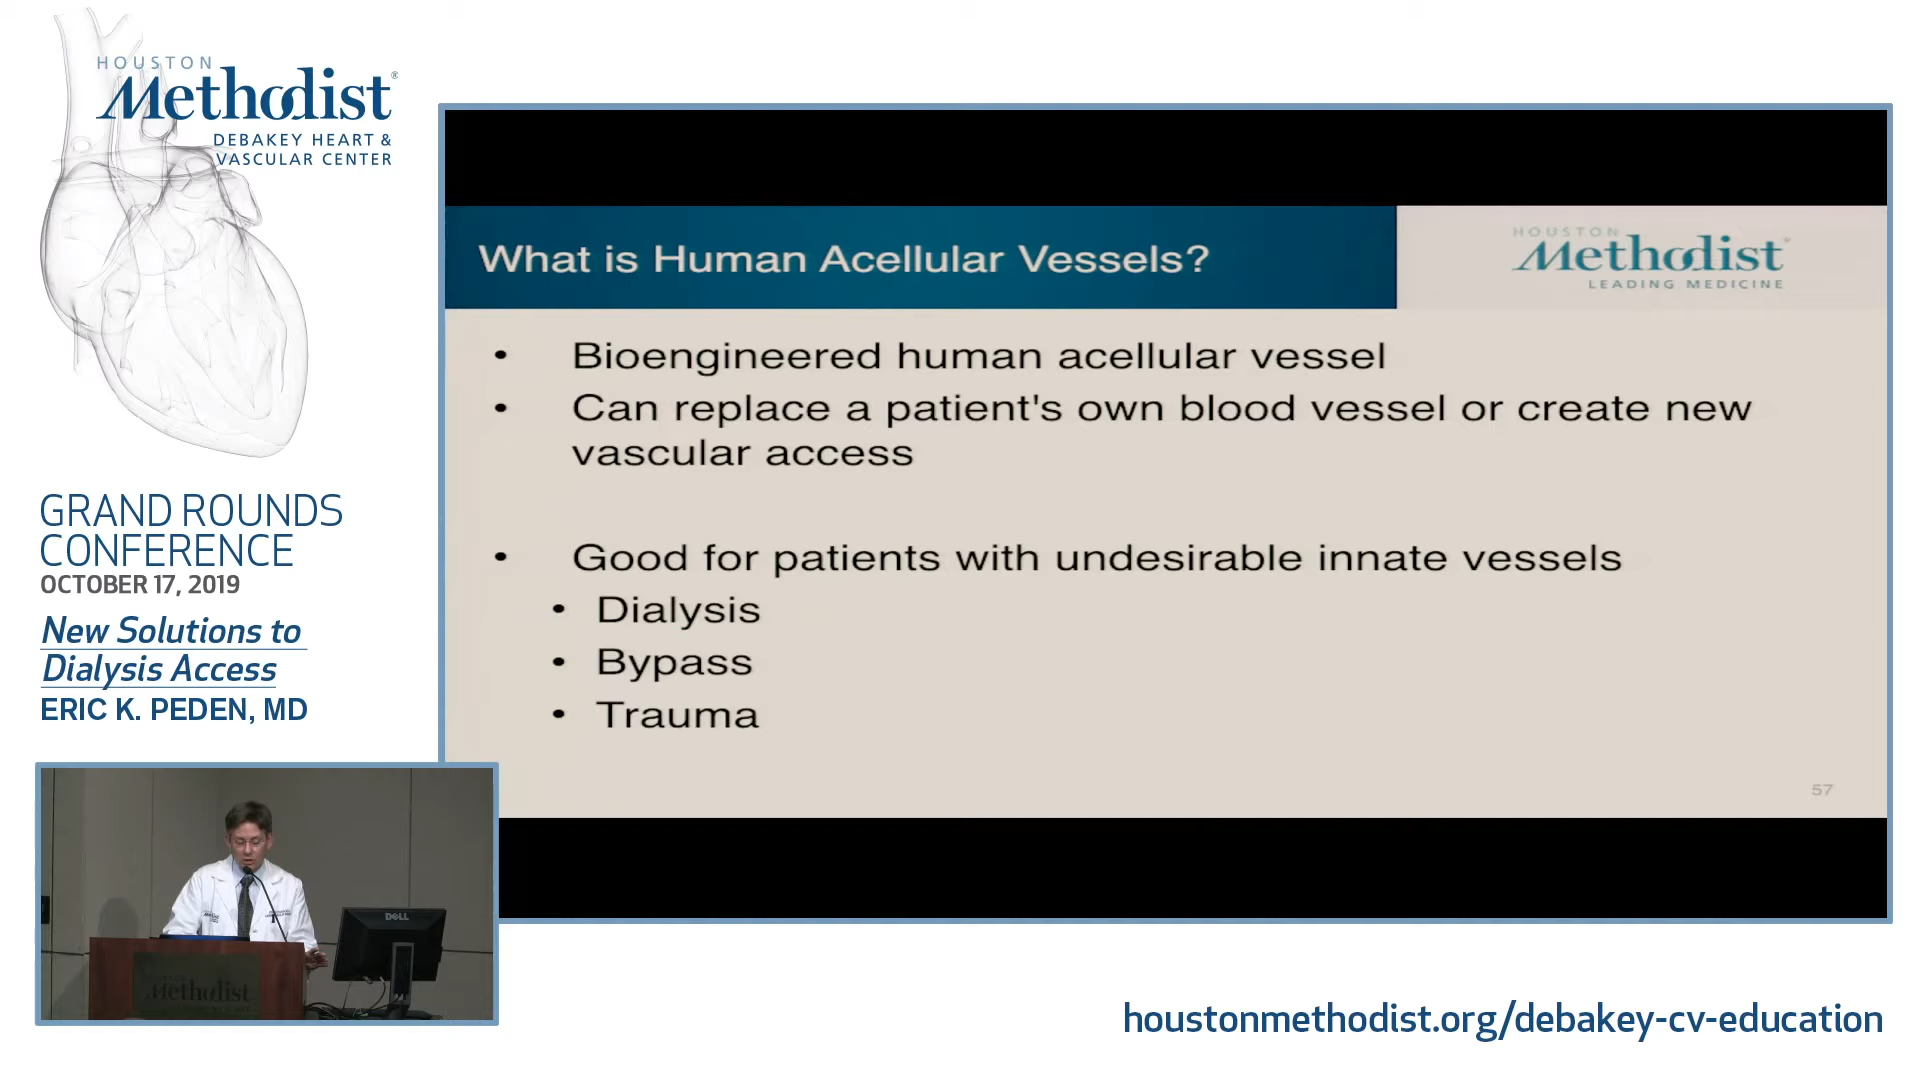 HOUSTON
Methodist®
DEBAKEY HEART &
VASCULAR CENTER
GRAND ROUNDS
CONFERENCE
OCTOBER 17, 2019
New Solutions to
Dialysis Access
ERIC K. PEDEN, MD
What is Human Acellular Vessels?
HOUSTON
Methodist
LEADING MEDICINE
• Bioengineered human acellular vessel
• Can replace a patient's own blood vessel or create new
vascular access
• Good for patients with undesirable innate vessels
• Dialysis
• Bypass
• Trauma
57
DELL
Methodist
houstonmethodist.org/debakey-cv-education